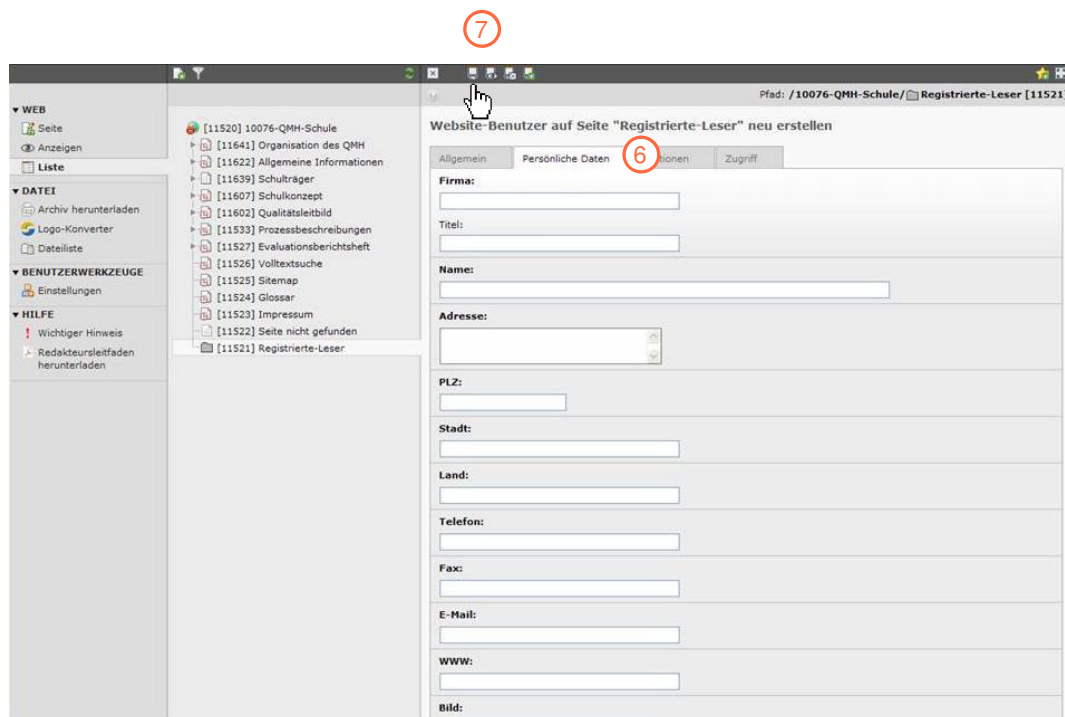 7
Pfad: /10076-QMH-Schule/ Registrierte-Leser [11521
WEB
Seite
Anzeigen
Liste
DATEI
Archiv herunterladen
Logo-Konverter
Dateiliste
BENUTZERWERKZEUGE
Einstellungen
HILFE
Wichtiger Hinweis
Redakteursleitfaden
herunterladen
[11520] 10076-QMH-Schule
[11641] Organisation des QMH
[11622] Allgemeine Informationen
[11639] Schulträger
[11607] Schulkonzept
[11602] Qualitätsleitbild
[11533] Prozessbeschreibungen
[11527] Evaluationsberichtsheft
[11526] Volltextsuche
[11525] Sitemap
[11524] Glossar
[11523] Impressum
[11522] Seite nicht gefunden
[11521] Registrierte-Leser
Website-Benutzer auf Seite "Registrierte-Leser" neu erstellen
Allgemein Persönliche Daten 6 ionen Zugriff
Firma:
Titel:
Name:
Adresse:
PLZ:
Stadt:
Land:
Telefon:
Fax:
E-Mail:
WWW:
Bild: